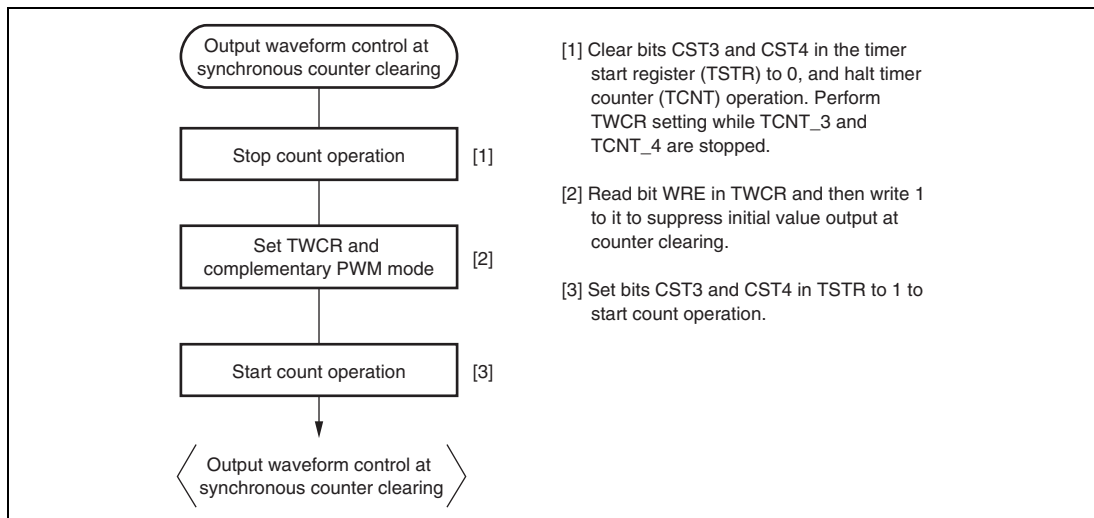 Output waveform control at
synchronous counter clearing
Stop count operation
[1]
Set TWCR and
complementary PWM mode
[2]
Start count operation
[3]
Output waveform control at
synchronous counter clearing
[1] Clear bits CST3 and CST4 in the timer
start register (TSTR) to 0, and halt timer
counter (TCNT) operation. Perform
TWCR setting while TCNT_3 and
TCNT_4 are stopped.
[2] Read bit WRE in TWCR and then write 1
to it to suppress initial value output at
counter clearing.
[3] Set bits CST3 and CST4 in TSTR to 1 to
start count operation.